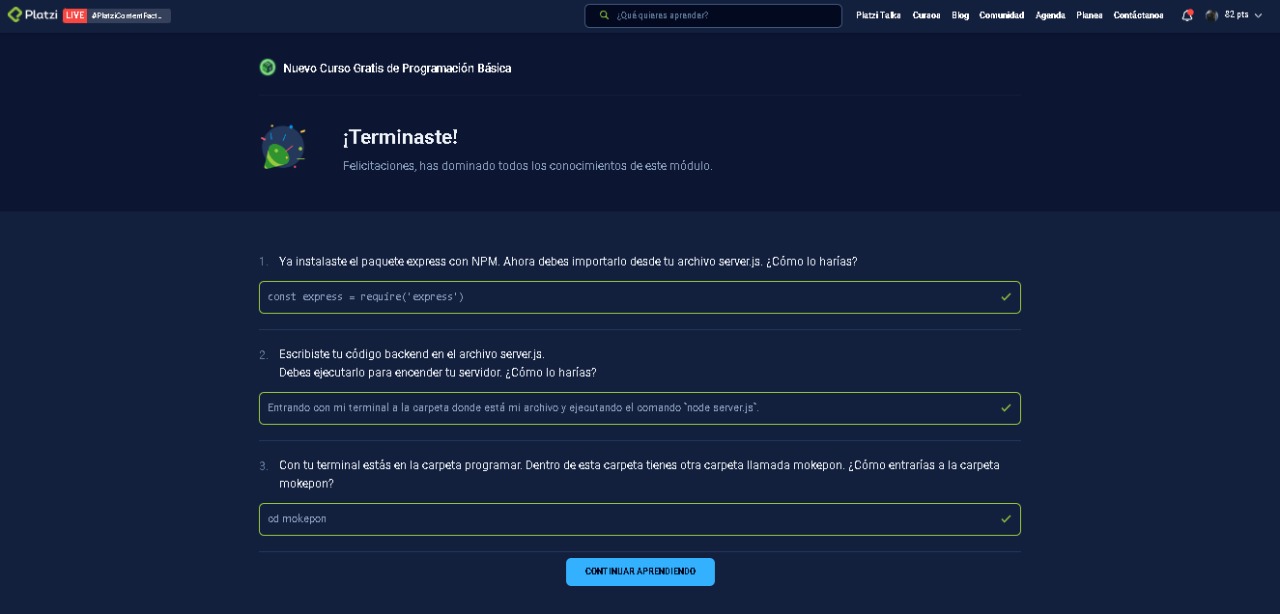 Platzi LIVE #PlatziContentFact... ¿Qué quieres aprender? Platzi Talks Cursos Blog Comunidad Agenda Planes Contáctanos 82 pts
Nuevo Curso Gratis de Programación Básica
¡Terminaste!
Felicitaciones, has dominado todos los conocimientos de este módulo.
1. Ya instalaste el paquete express con NPM. Ahora debes importarlo desde tu archivo server.js. ¿Cómo lo harías?
const express = require('express')
2. Escribiste tu código backend en el archivo server.js.
Debes ejecutarlo para encender tu servidor. ¿Cómo lo harías?
Entrando con mi terminal a la carpeta donde está mi archivo y ejecutando el comando `node server.js`.
3. Con tu terminal estás en la carpeta programar. Dentro de esta carpeta tienes otra carpeta llamada mokepon. ¿Cómo entrarías a la carpeta
mokepon?
cd mokepon
CONTINUAR APRENDIENDO